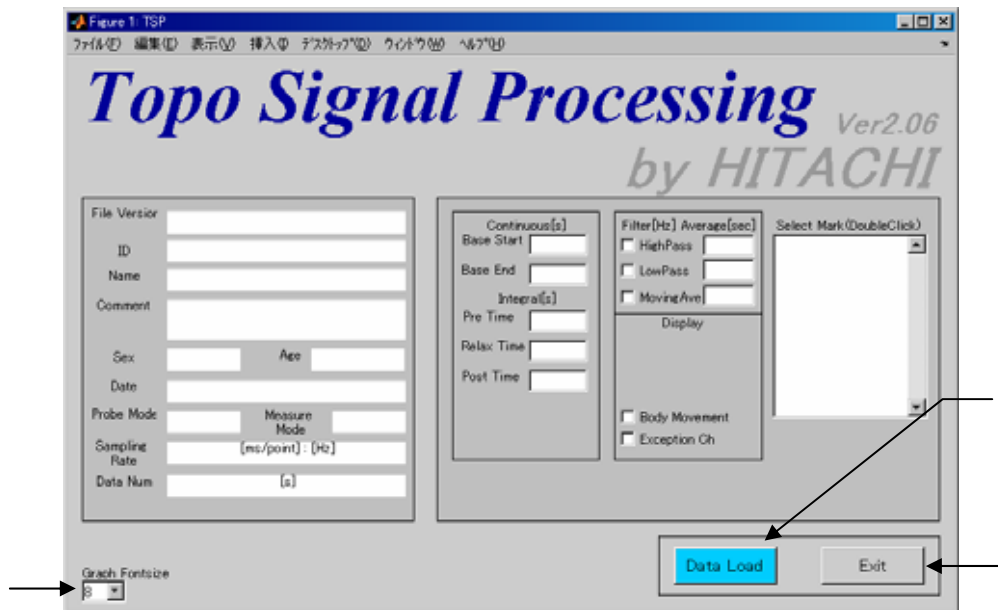 Figure 1: TSP
ファイル(F) 編集(E) 表示(V) 挿入(I) デスクトップ(D) ウィンドウ(W) ヘルプ(H)
Topo Signal Processing Ver2.06
by HITACHI
File Version
ID
Name
Comment
Sex Age
Date
Probe Mode Measure Mode
Sampling Rate [ms/point] : [Hz]
Data Num [s]
Continuous[s]
Base Start
Base End
Integral[s]
Pre Time
Relax Time
Post Time
Filter[Hz] Average[sec]
HighPass
LowPass
MovingAve
Display
Body Movement
Exception Ch
Select Mark(DoubleClick)
Graph Fontsize
8
Data Load Exit